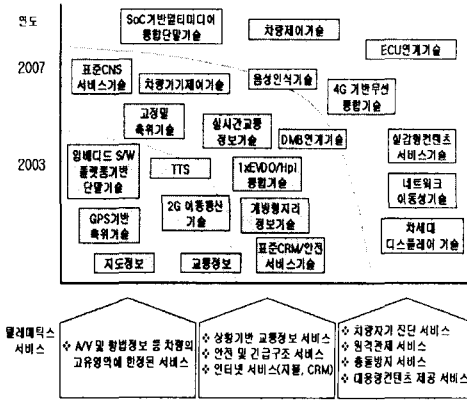 연도
SoC기반멀티미디어
통합단말기술
차량제어기술
ECU연계기술
2007
표준CNS
서비스기술
차량기기제어기술
음성인식기술
4G 기반무선
통합기술
고정밀
측위기술
실시간교통
정보기술
DMB연계기술
실감형컨텐츠
서비스기술
2003
임베디드 S/W
플랫폼기반
단말기술
TTS
1xEVDO/Hpi
통합기술
네트워크
이동성기술
GPS기반
측위기술
2G 이동통신
기술
개방형지리
정보기술
차세대
디스플레이 기술
지도정보
교통정보
표준CRM/안전
서비스기술
텔레매틱스
서비스
❖ A/V 및 항법정보 등 차량의
고유영역에 한정된 서비스
❖ 상황기반 교통정보 서비스
❖ 안전 및 긴급구조 서비스
❖ 인터넷 서비스(지불, CRM)
❖ 차량자기 진단 서비스
❖ 원격관제 서비스
❖ 충돌방지 서비스
❖ 대용량컨텐츠 제공 서비스